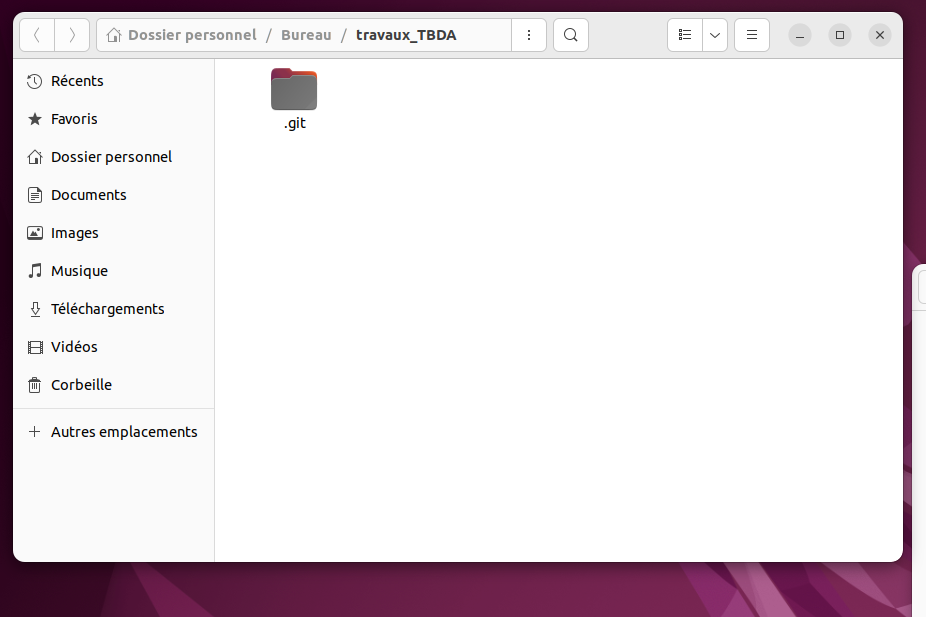 Dossier personnel / Bureau / travaux_TBDA
Récents
Favoris
Dossier personnel
Documents
Images
Musique
Téléchargements
Vidéos
Corbeille
Autres emplacements
.git